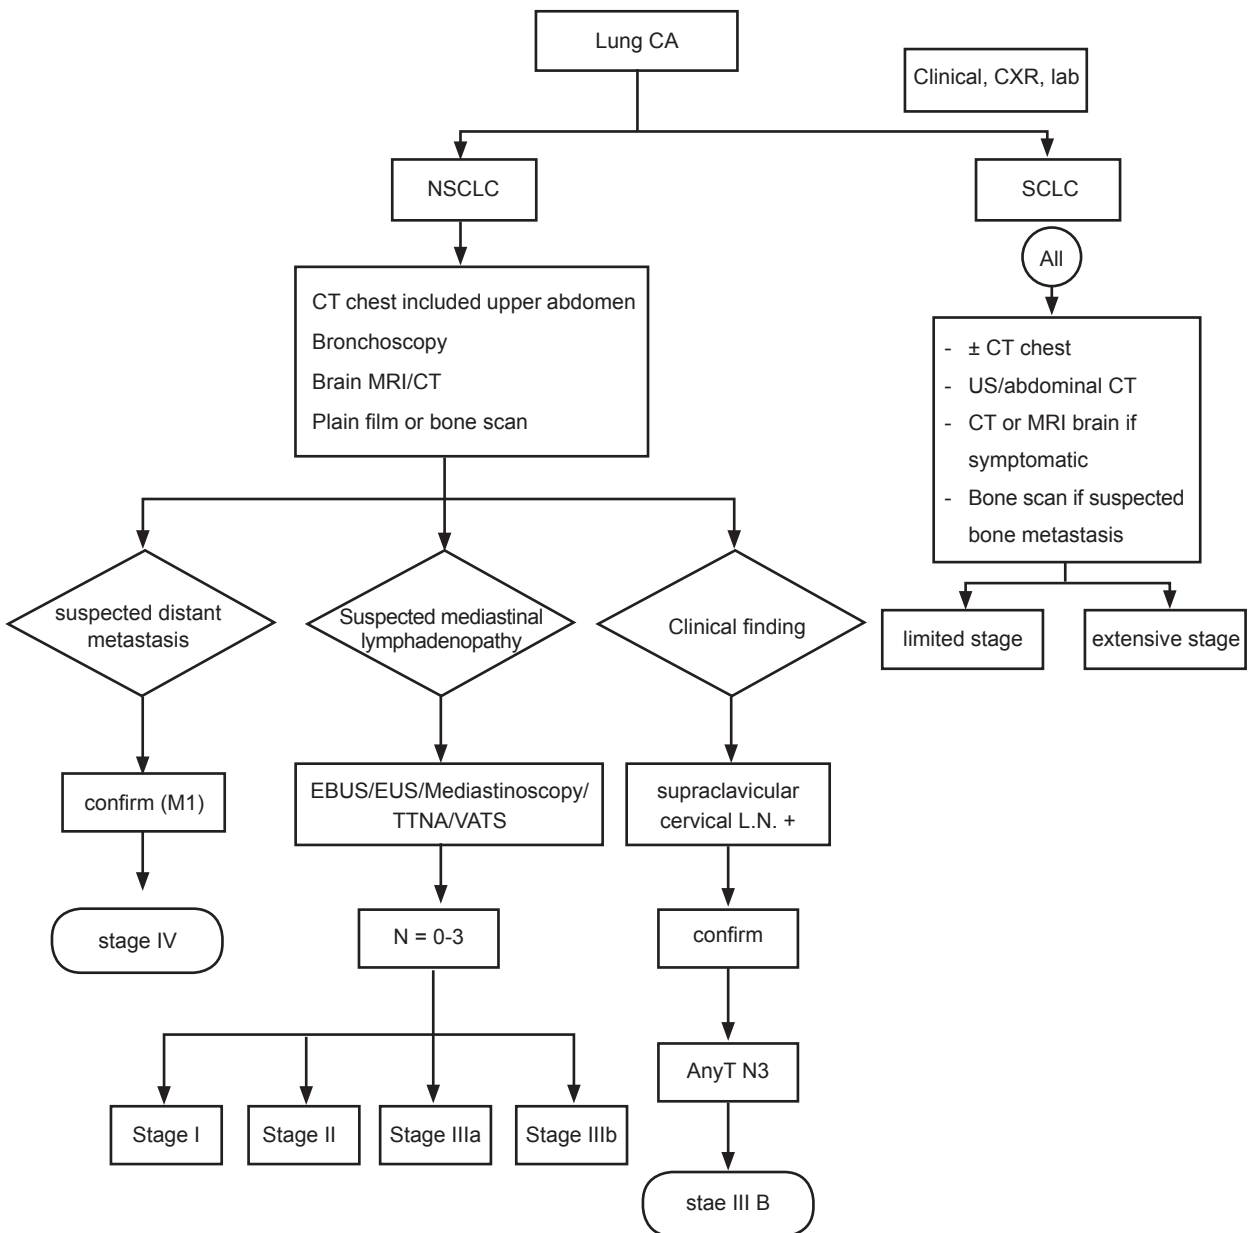 Lung CA
Clinical, CXR, lab
NSCLC
SCLC
All
CT chest included upper abdomen
Bronchoscopy
Brain MRI/CT
Plain film or bone scan
- ± CT chest
- US/abdominal CT
- CT or MRI brain if
symptomatic
- Bone scan if suspected
bone metastasis
suspected distant
metastasis
Suspected mediastinal
lymphadenopathy
Clinical finding
limited stage
extensive stage
confirm (M1)
EBUS/EUS/Mediastinoscopy/
TTNA/VATS
supraclavicular
cervical L.N. +
stage IV
N = 0-3
confirm
AnyT N3
Stage I
Stage II
Stage IIIa
Stage IIIb
stae III B